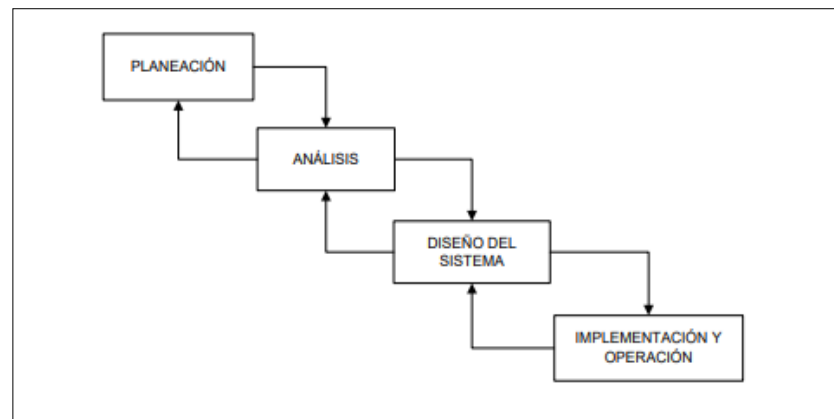 PLANEACIÓN
ANÁLISIS
DISEÑO DEL
SISTEMA
IMPLEMENTACIÓN Y
OPERACIÓN